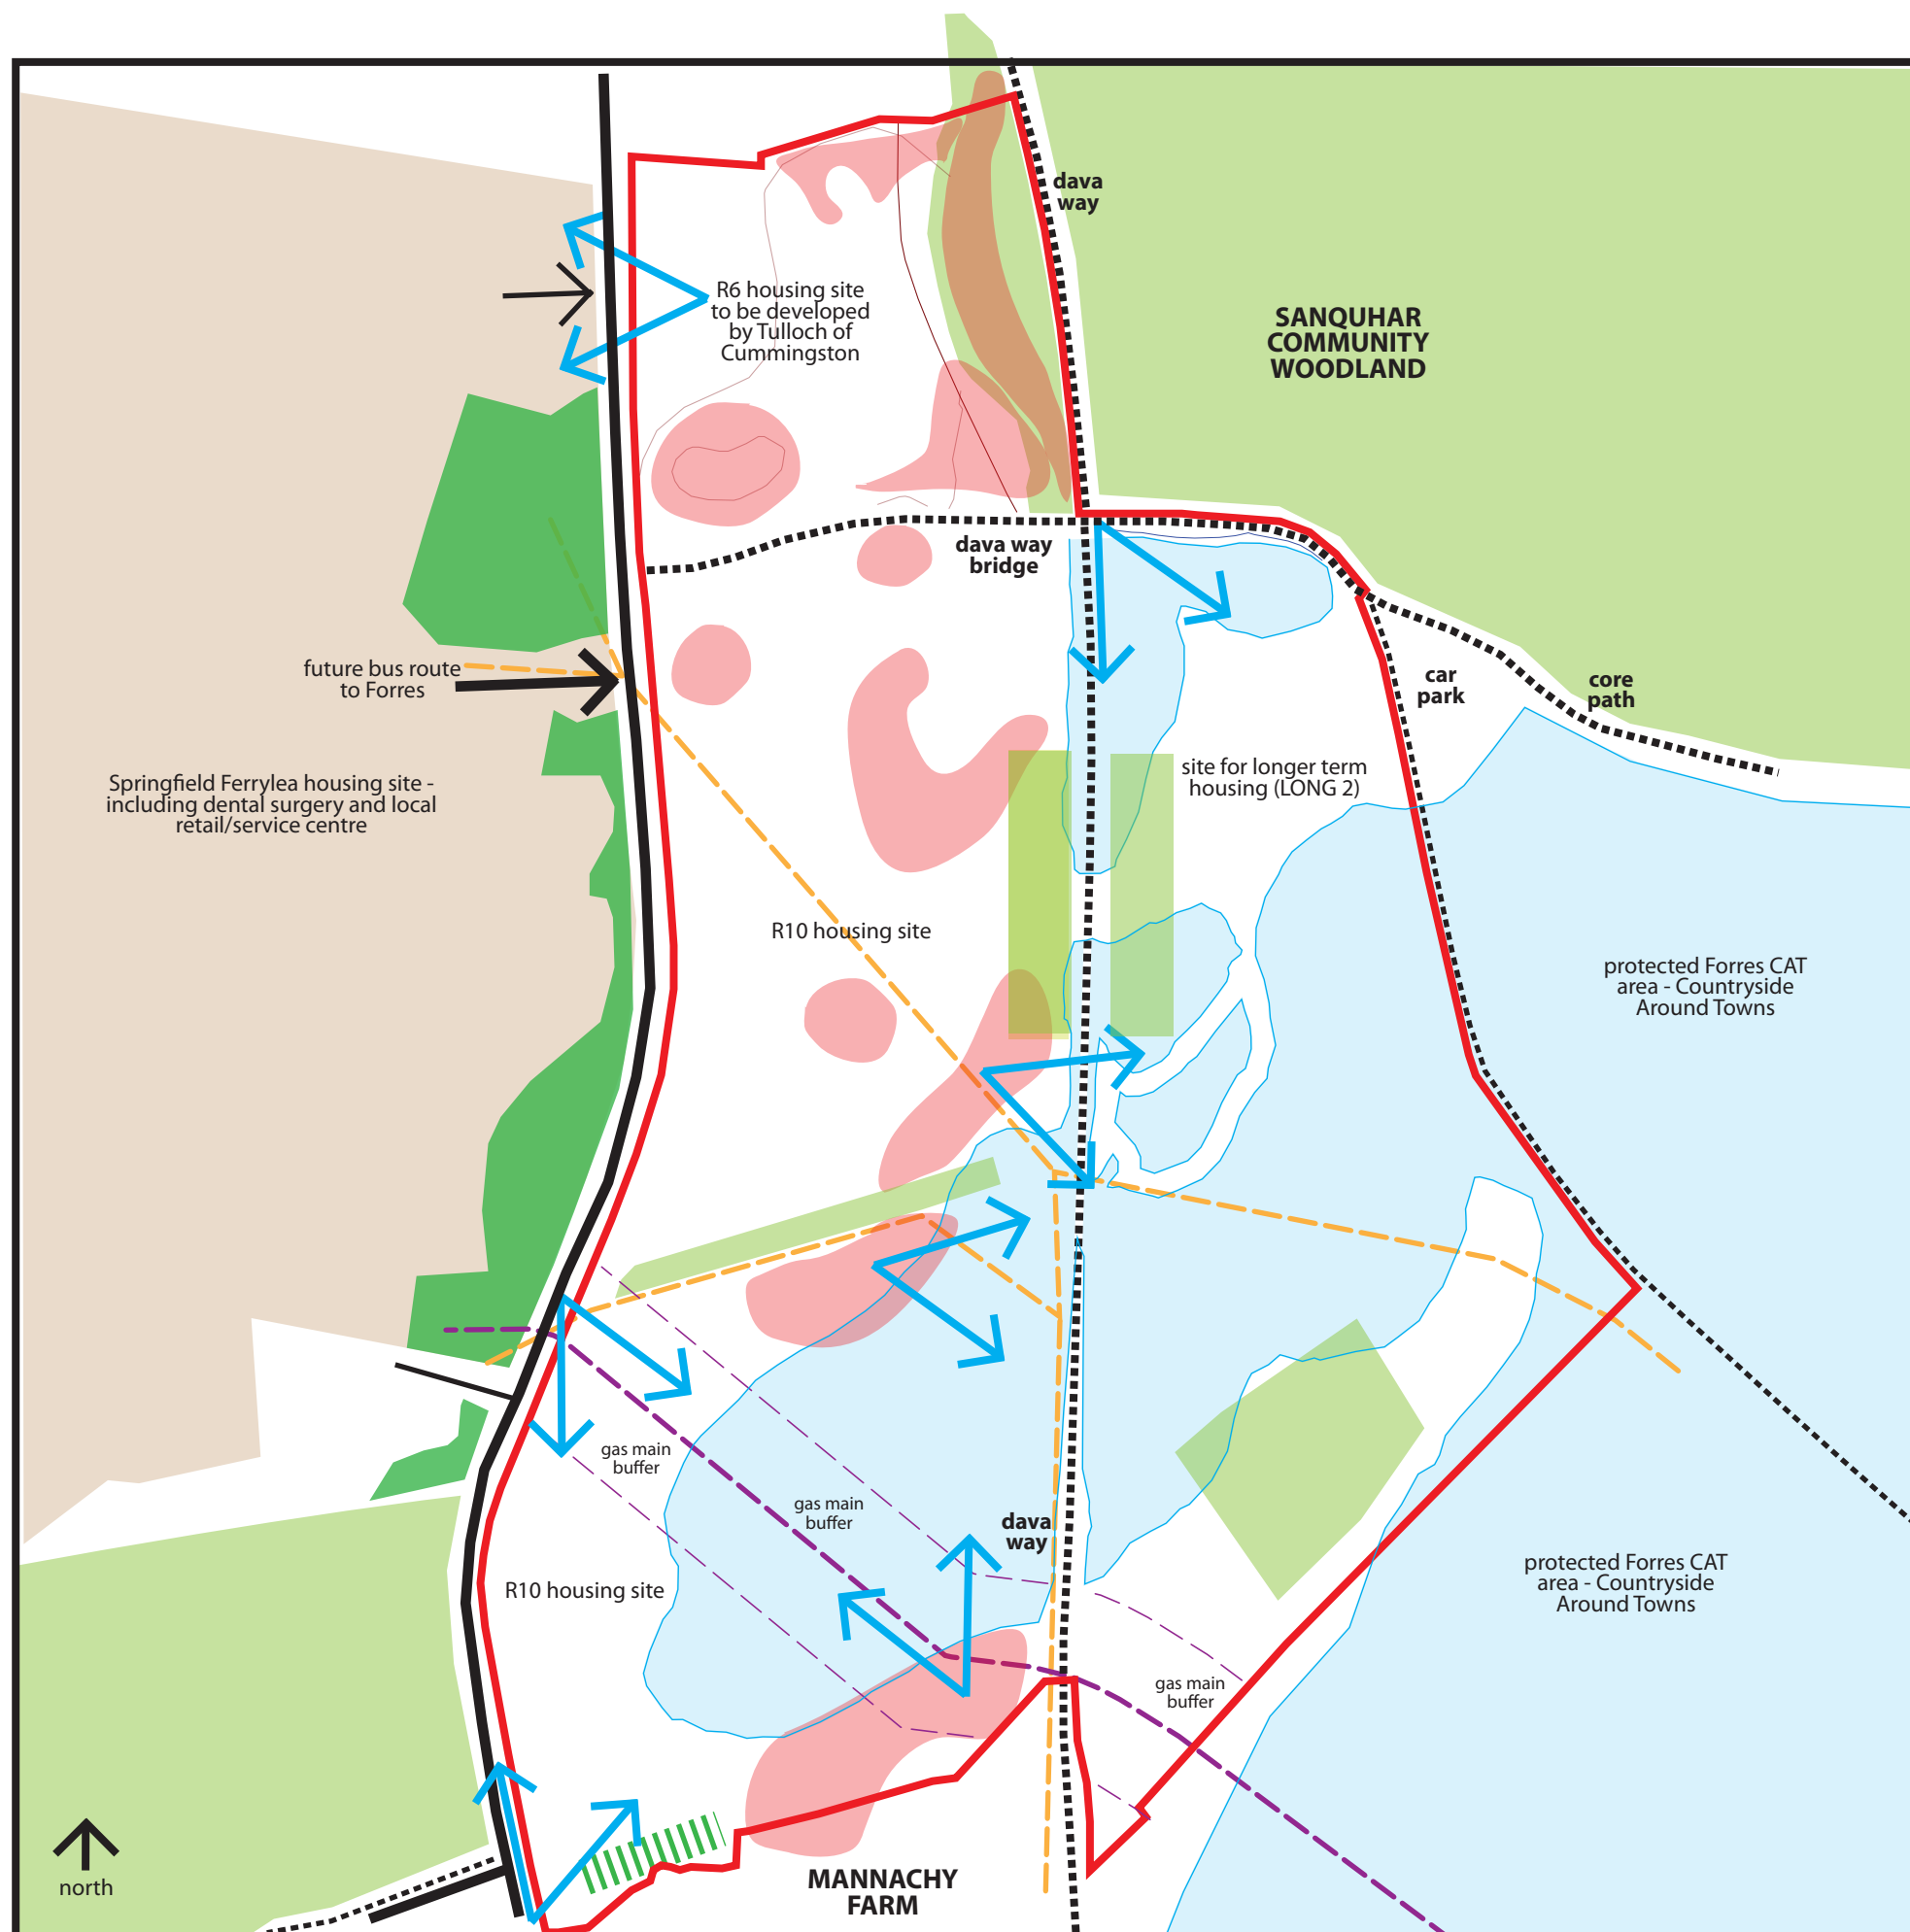 dava
way
R6 housing site
to be developed
by Tulloch of
Cummingston
SANQUHAR
COMMUNITY
WOODLAND
dava way
bridge
future bus route
to Forres
car
park
core
path
Springfield Ferrylea housing site -
including dental surgery and local
retail/service centre
site for longer term
housing (LONG 2)
R10 housing site
protected Forres CAT
area - Countryside
Around Towns
gas main
buffer
gas main
buffer
dava
way
R10 housing site
protected Forres CAT
area - Countryside
Around Towns
gas main
buffer
north
MANNACHY
FARM